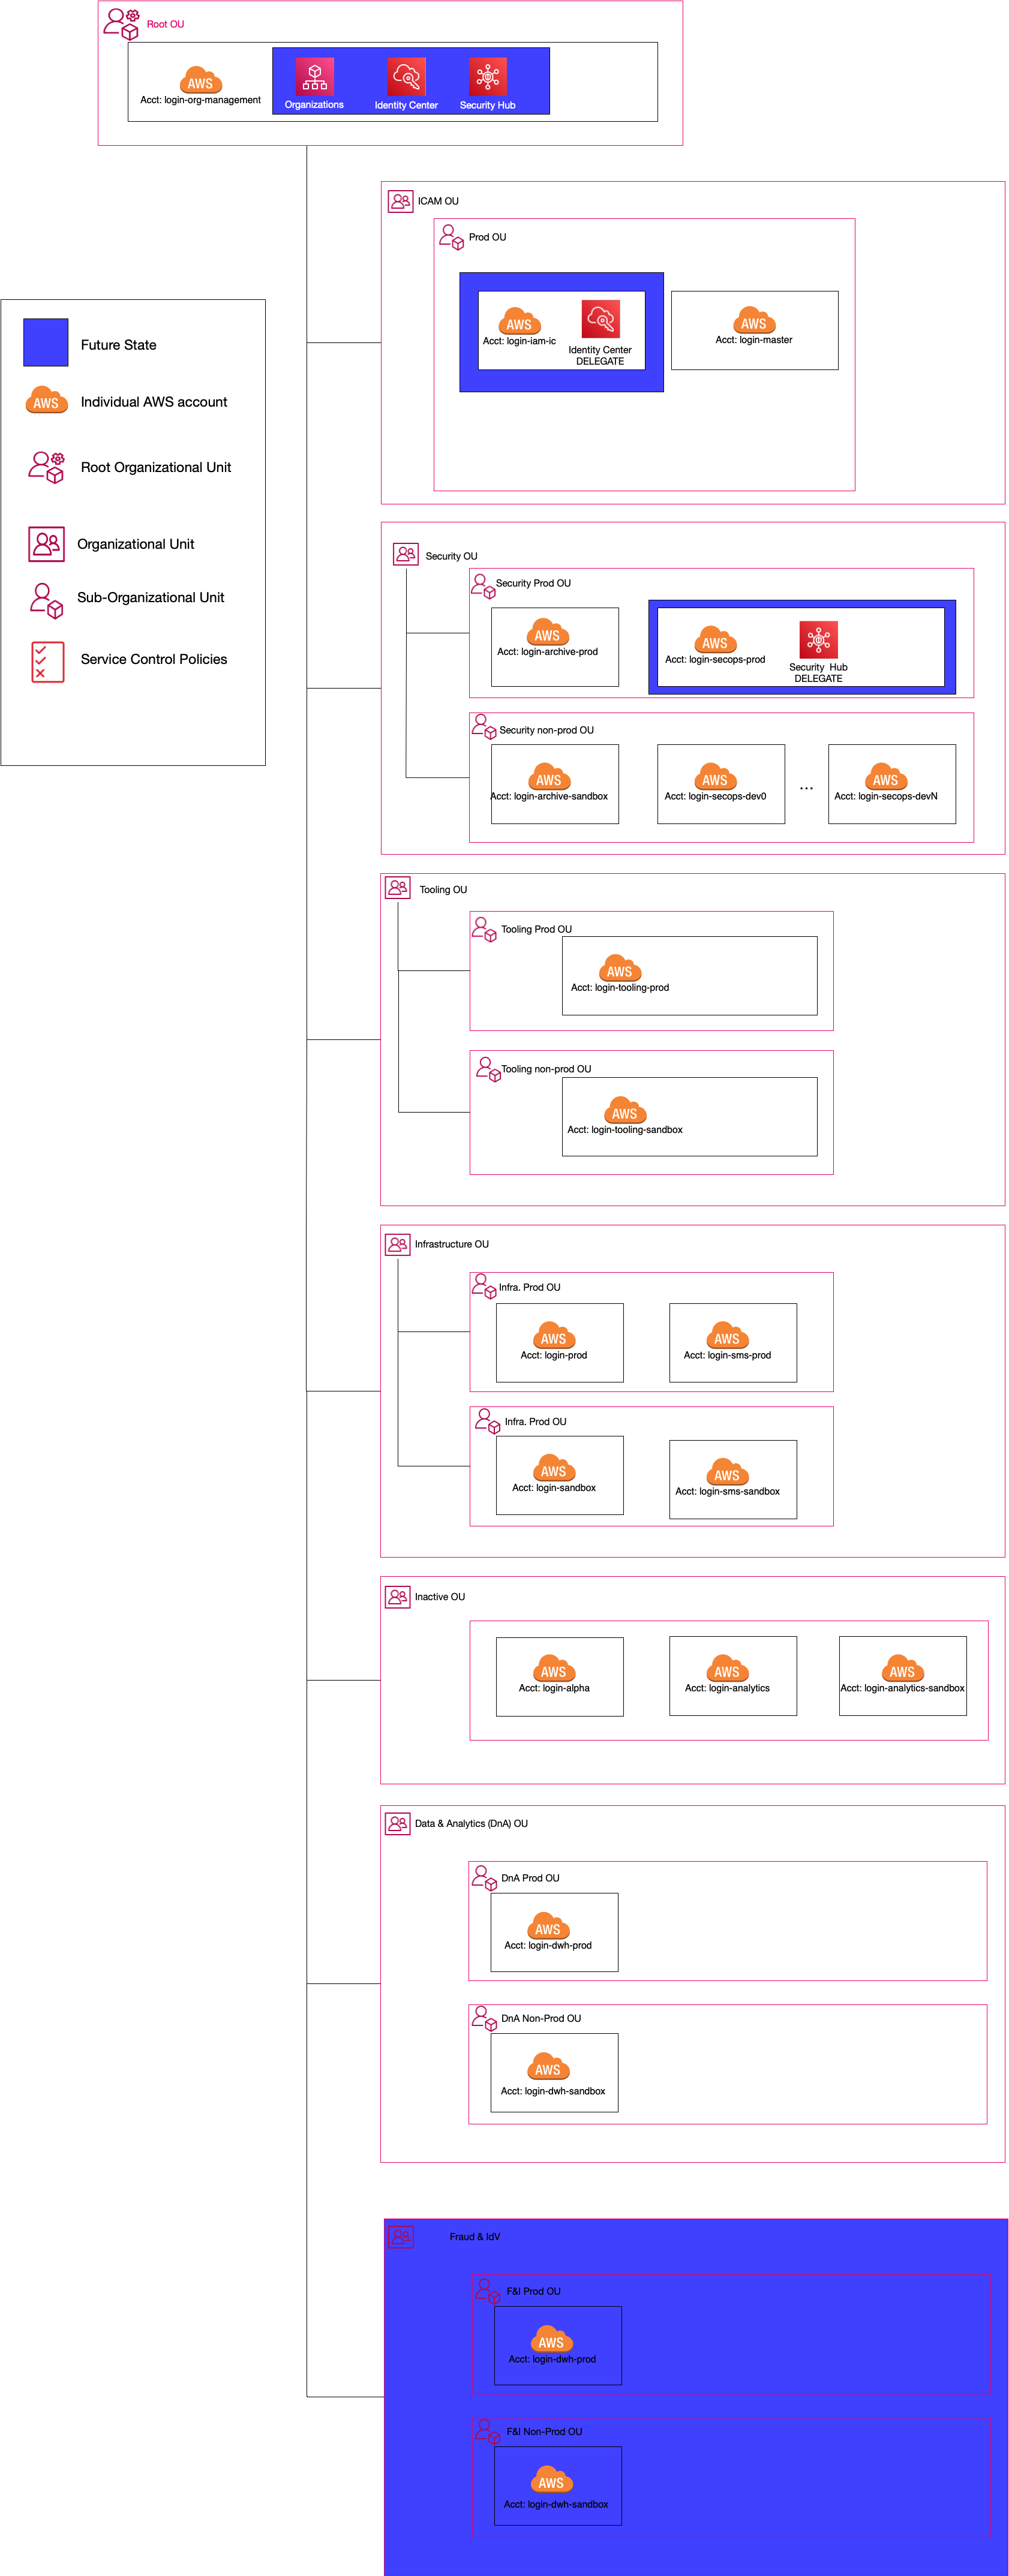 Root OU
AWS
Acct: login-org-management
Organizations
Identity Center
Security Hub
ICAM OU
Prod OU
AWS
Acct: login-iam-ic
Identity Center
DELEGATE
AWS
Acct: login-master
Future State
AWS
Individual AWS account
Root Organizational Unit
Organizational Unit
Sub-Organizational Unit
Service Control Policies
Security OU
Security Prod OU
AWS
Acct: login-archive-prod
AWS
Acct: login-secops-prod
Security Hub
DELEGATE
Security non-prod OU
AWS
Acct: login-archive-sandbox
AWS
Acct: login-secops-dev0
...
AWS
Acct: login-secops-devN
Tooling OU
Tooling Prod OU
AWS
Acct: login-tooling-prod
Tooling non-prod OU
AWS
Acct: login-tooling-sandbox
Infrastructure OU
Infra. Prod OU
AWS
Acct: login-prod
AWS
Acct: login-sms-prod
Infra. Prod OU
AWS
Acct: login-sandbox
AWS
Acct: login-sms-sandbox
Inactive OU
AWS
Acct: login-alpha
AWS
Acct: login-analytics
AWS
Acct: login-analytics-sandbox
Data & Analytics (DnA) OU
DnA Prod OU
AWS
Acct: login-dwh-prod
DnA Non-Prod OU
AWS
Acct: login-dwh-sandbox
Fraud & IdV
F&I Prod OU
AWS
Acct: login-dwh-prod
F&I Non-Prod OU
AWS
Acct: login-dwh-sandbox